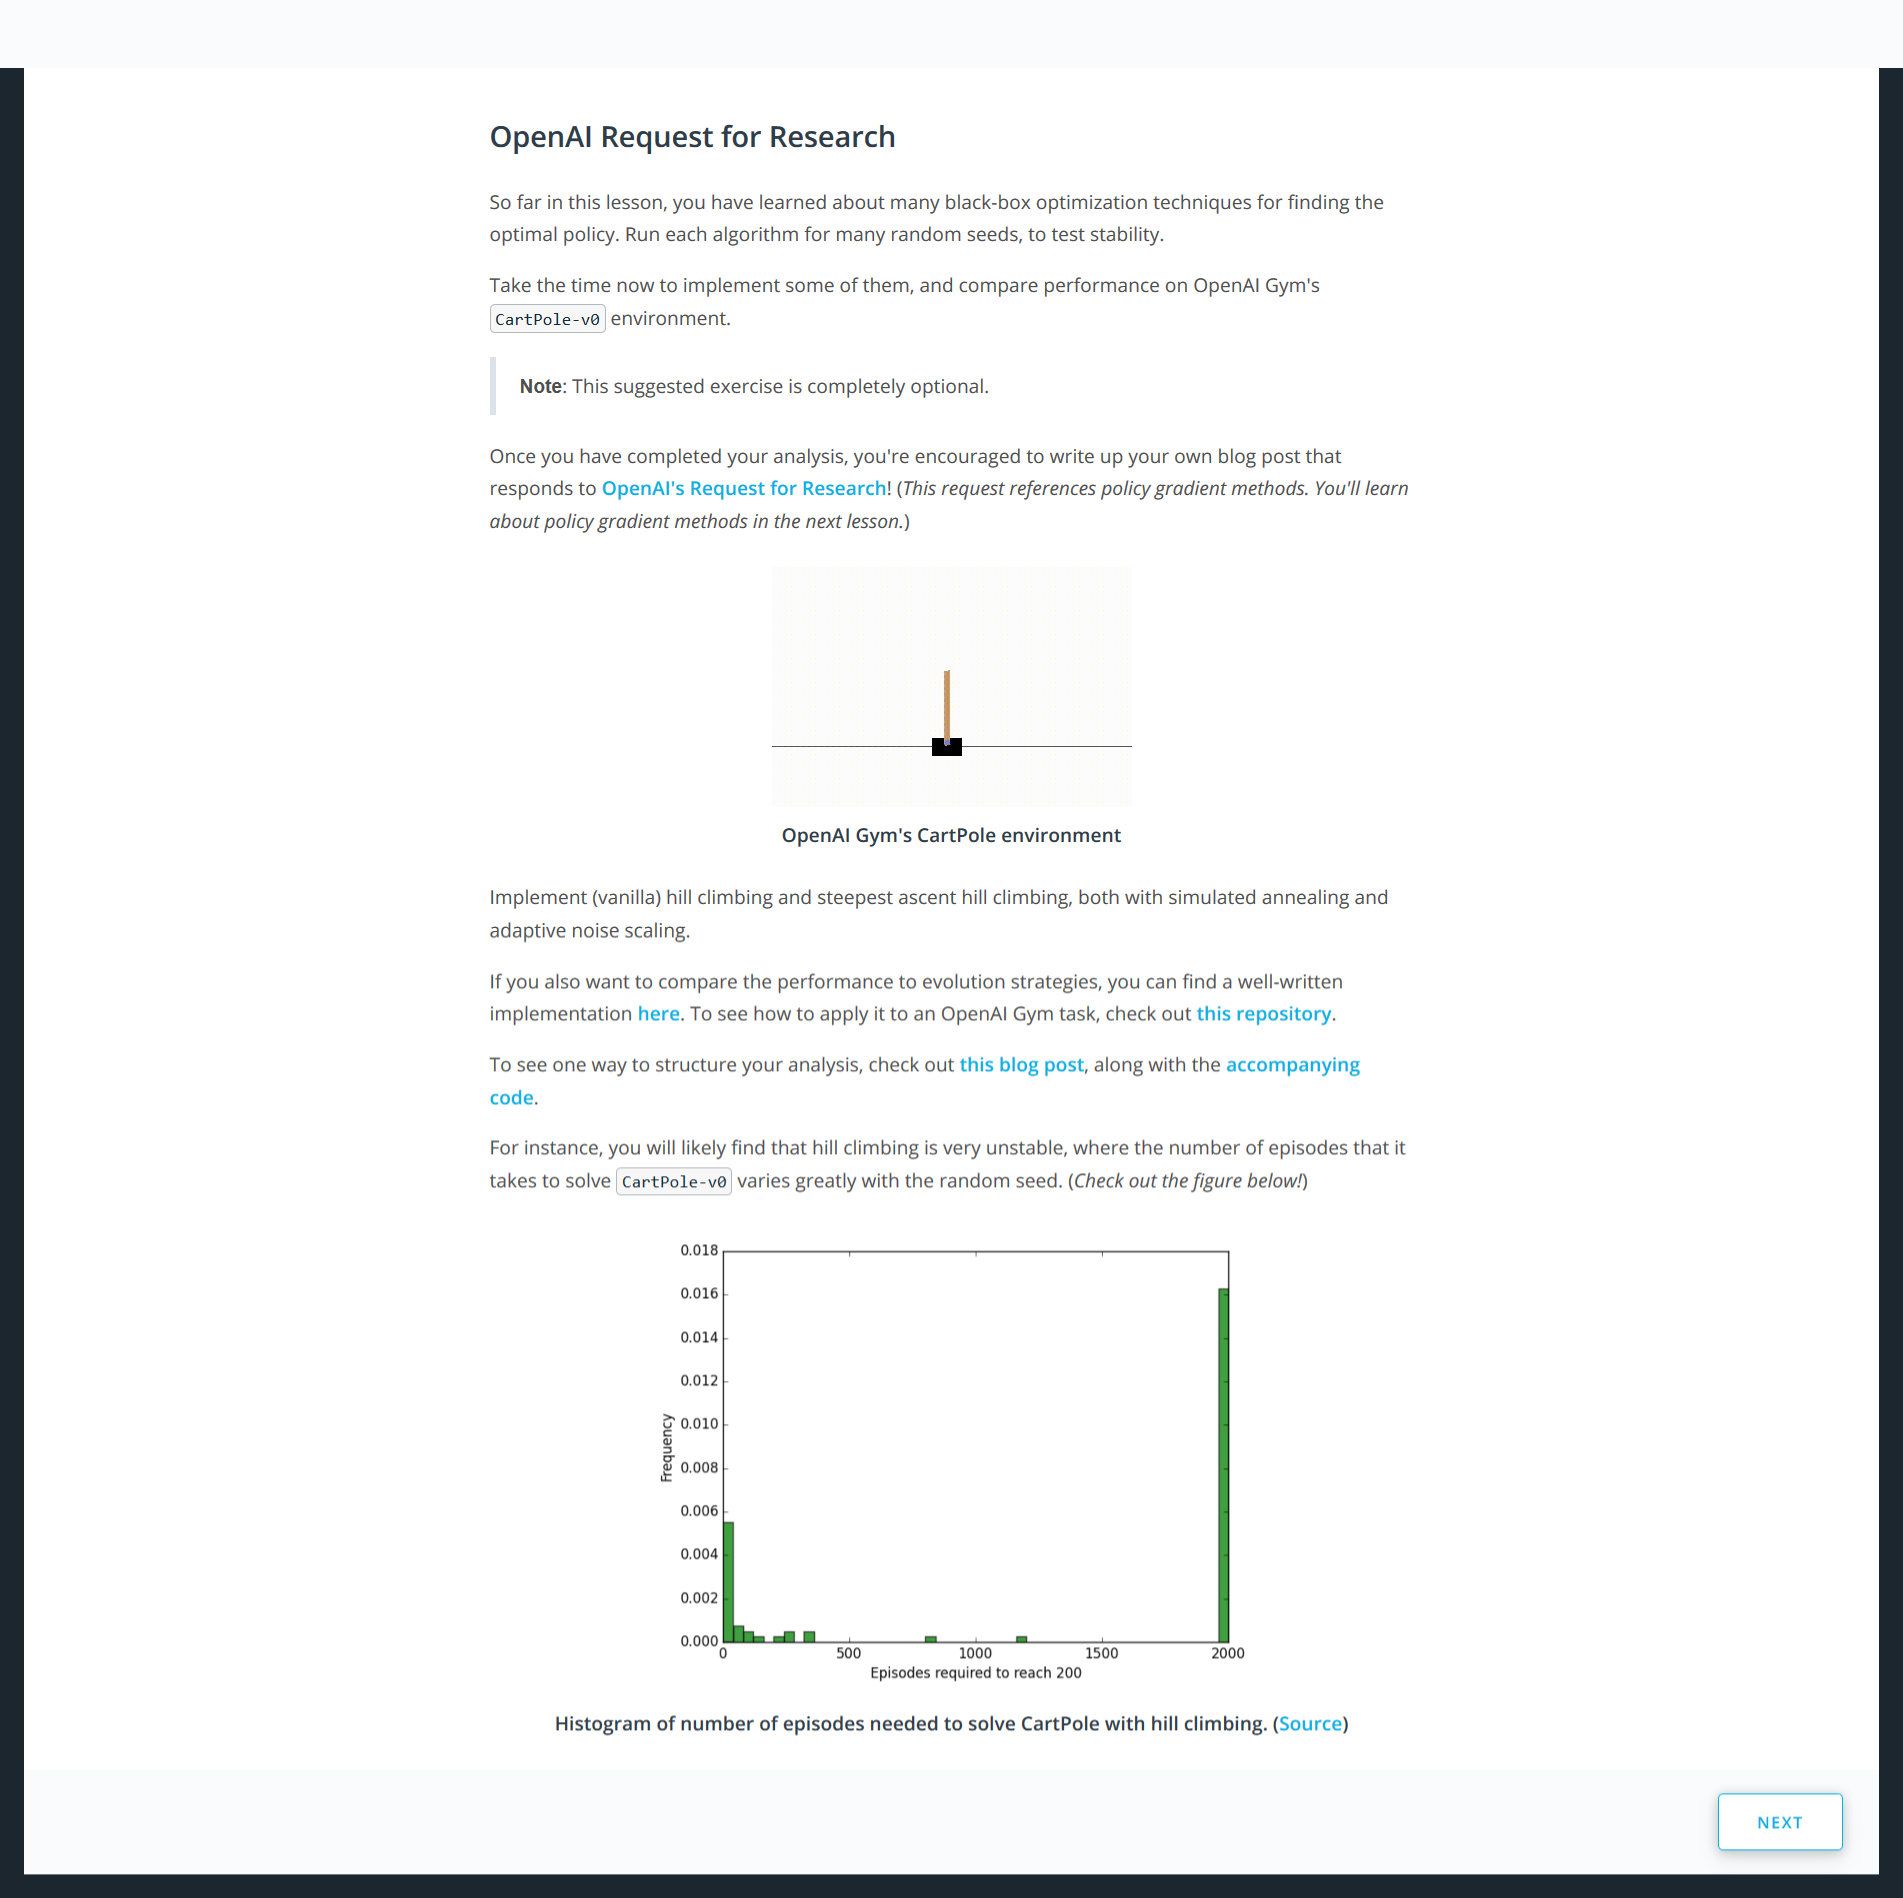 OpenAI Request for Research
So far in this lesson, you have learned about many black-box optimization techniques for finding the
optimal policy. Run each algorithm for many random seeds, to test stability.
Take the time now to implement some of them, and compare performance on OpenAI Gym's
CartPole-v0 environment.
Note: This suggested exercise is completely optional.
Once you have completed your analysis, you're encouraged to write up your own blog post that
responds to OpenAI's Request for Research! (This request references policy gradient methods. You'll learn
about policy gradient methods in the next lesson.)
OpenAI Gym's CartPole environment
Implement (vanilla) hill climbing and steepest ascent hill climbing, both with simulated annealing and
adaptive noise scaling.
If you also want to compare the performance to evolution strategies, you can find a well-written
implementation here. To see how to apply it to an OpenAI Gym task, check out this repository.
To see one way to structure your analysis, check out this blog post, along with the accompanying
code.
For instance, you will likely find that hill climbing is very unstable, where the number of episodes that it
takes to solve CartPole-v0 varies greatly with the random seed. (Check out the figure below!)
0.018
0.016
0.014
0.012
0.010
0.008
0.006
0.004
0.002
0.000
Frequency
0 500 1000 1500 2000
Episodes required to reach 200
Histogram of number of episodes needed to solve CartPole with hill climbing. (Source)
NEXT